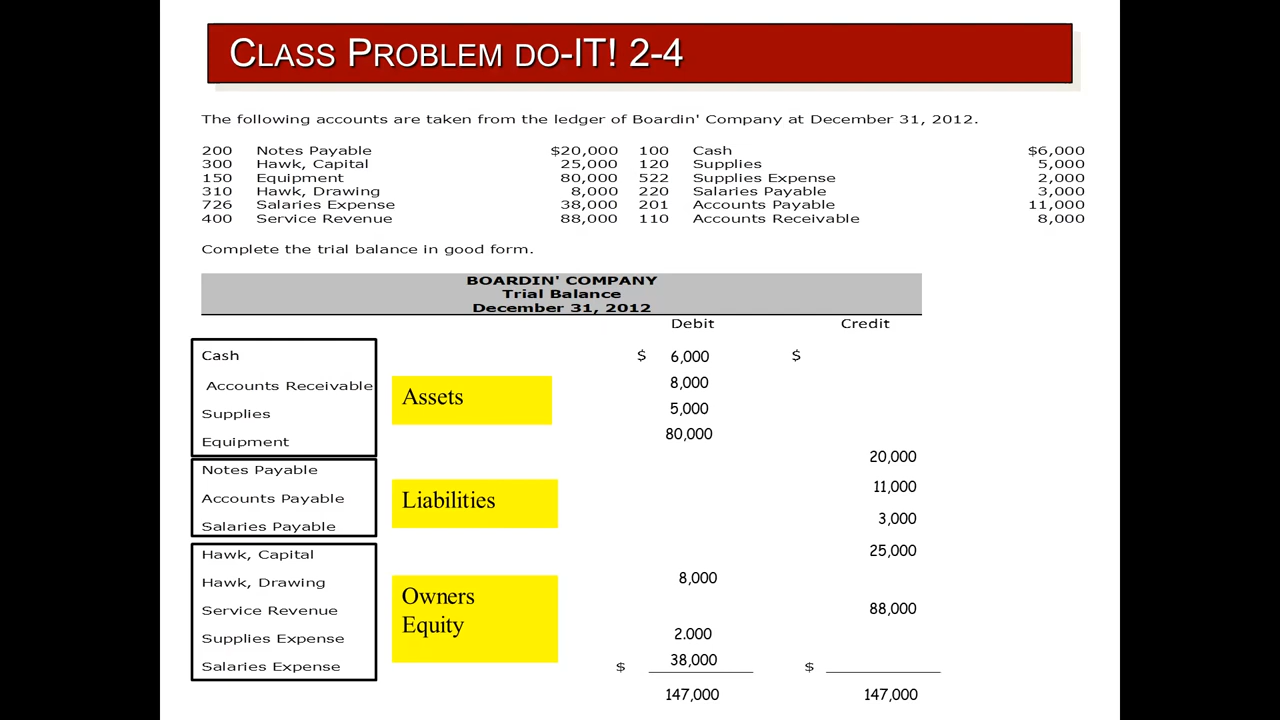 CLASS PROBLEM DO-IT! 2-4
The following accounts are taken from the ledger of Boardin' Company at December 31, 2012.
200 Notes Payable $20,000 100 Cash $6,000
300 Hawk, Capital 25,000 120 Supplies 5,000
150 Equipment 80,000 522 Supplies Expense 2,000
310 Hawk, Drawing 8,000 220 Salaries Payable 3,000
726 Salaries Expense 38,000 201 Accounts Payable 11,000
400 Service Revenue 88,000 110 Accounts Receivable 8,000
Complete the trial balance in good form.
BOARDIN' COMPANY
Trial Balance
December 31, 2012
Debit Credit
Cash $ 6,000 $
Accounts Receivable 8,000
Assets
Supplies 5,000
Equipment 80,000
Notes Payable 20,000
Accounts Payable 11,000
Liabilities
Salaries Payable 3,000
Hawk, Capital 25,000
Hawk, Drawing 8,000
Owners
Service Revenue 88,000
Equity
Supplies Expense 2.000
Salaries Expense $ 38,000 $
147,000 147,000